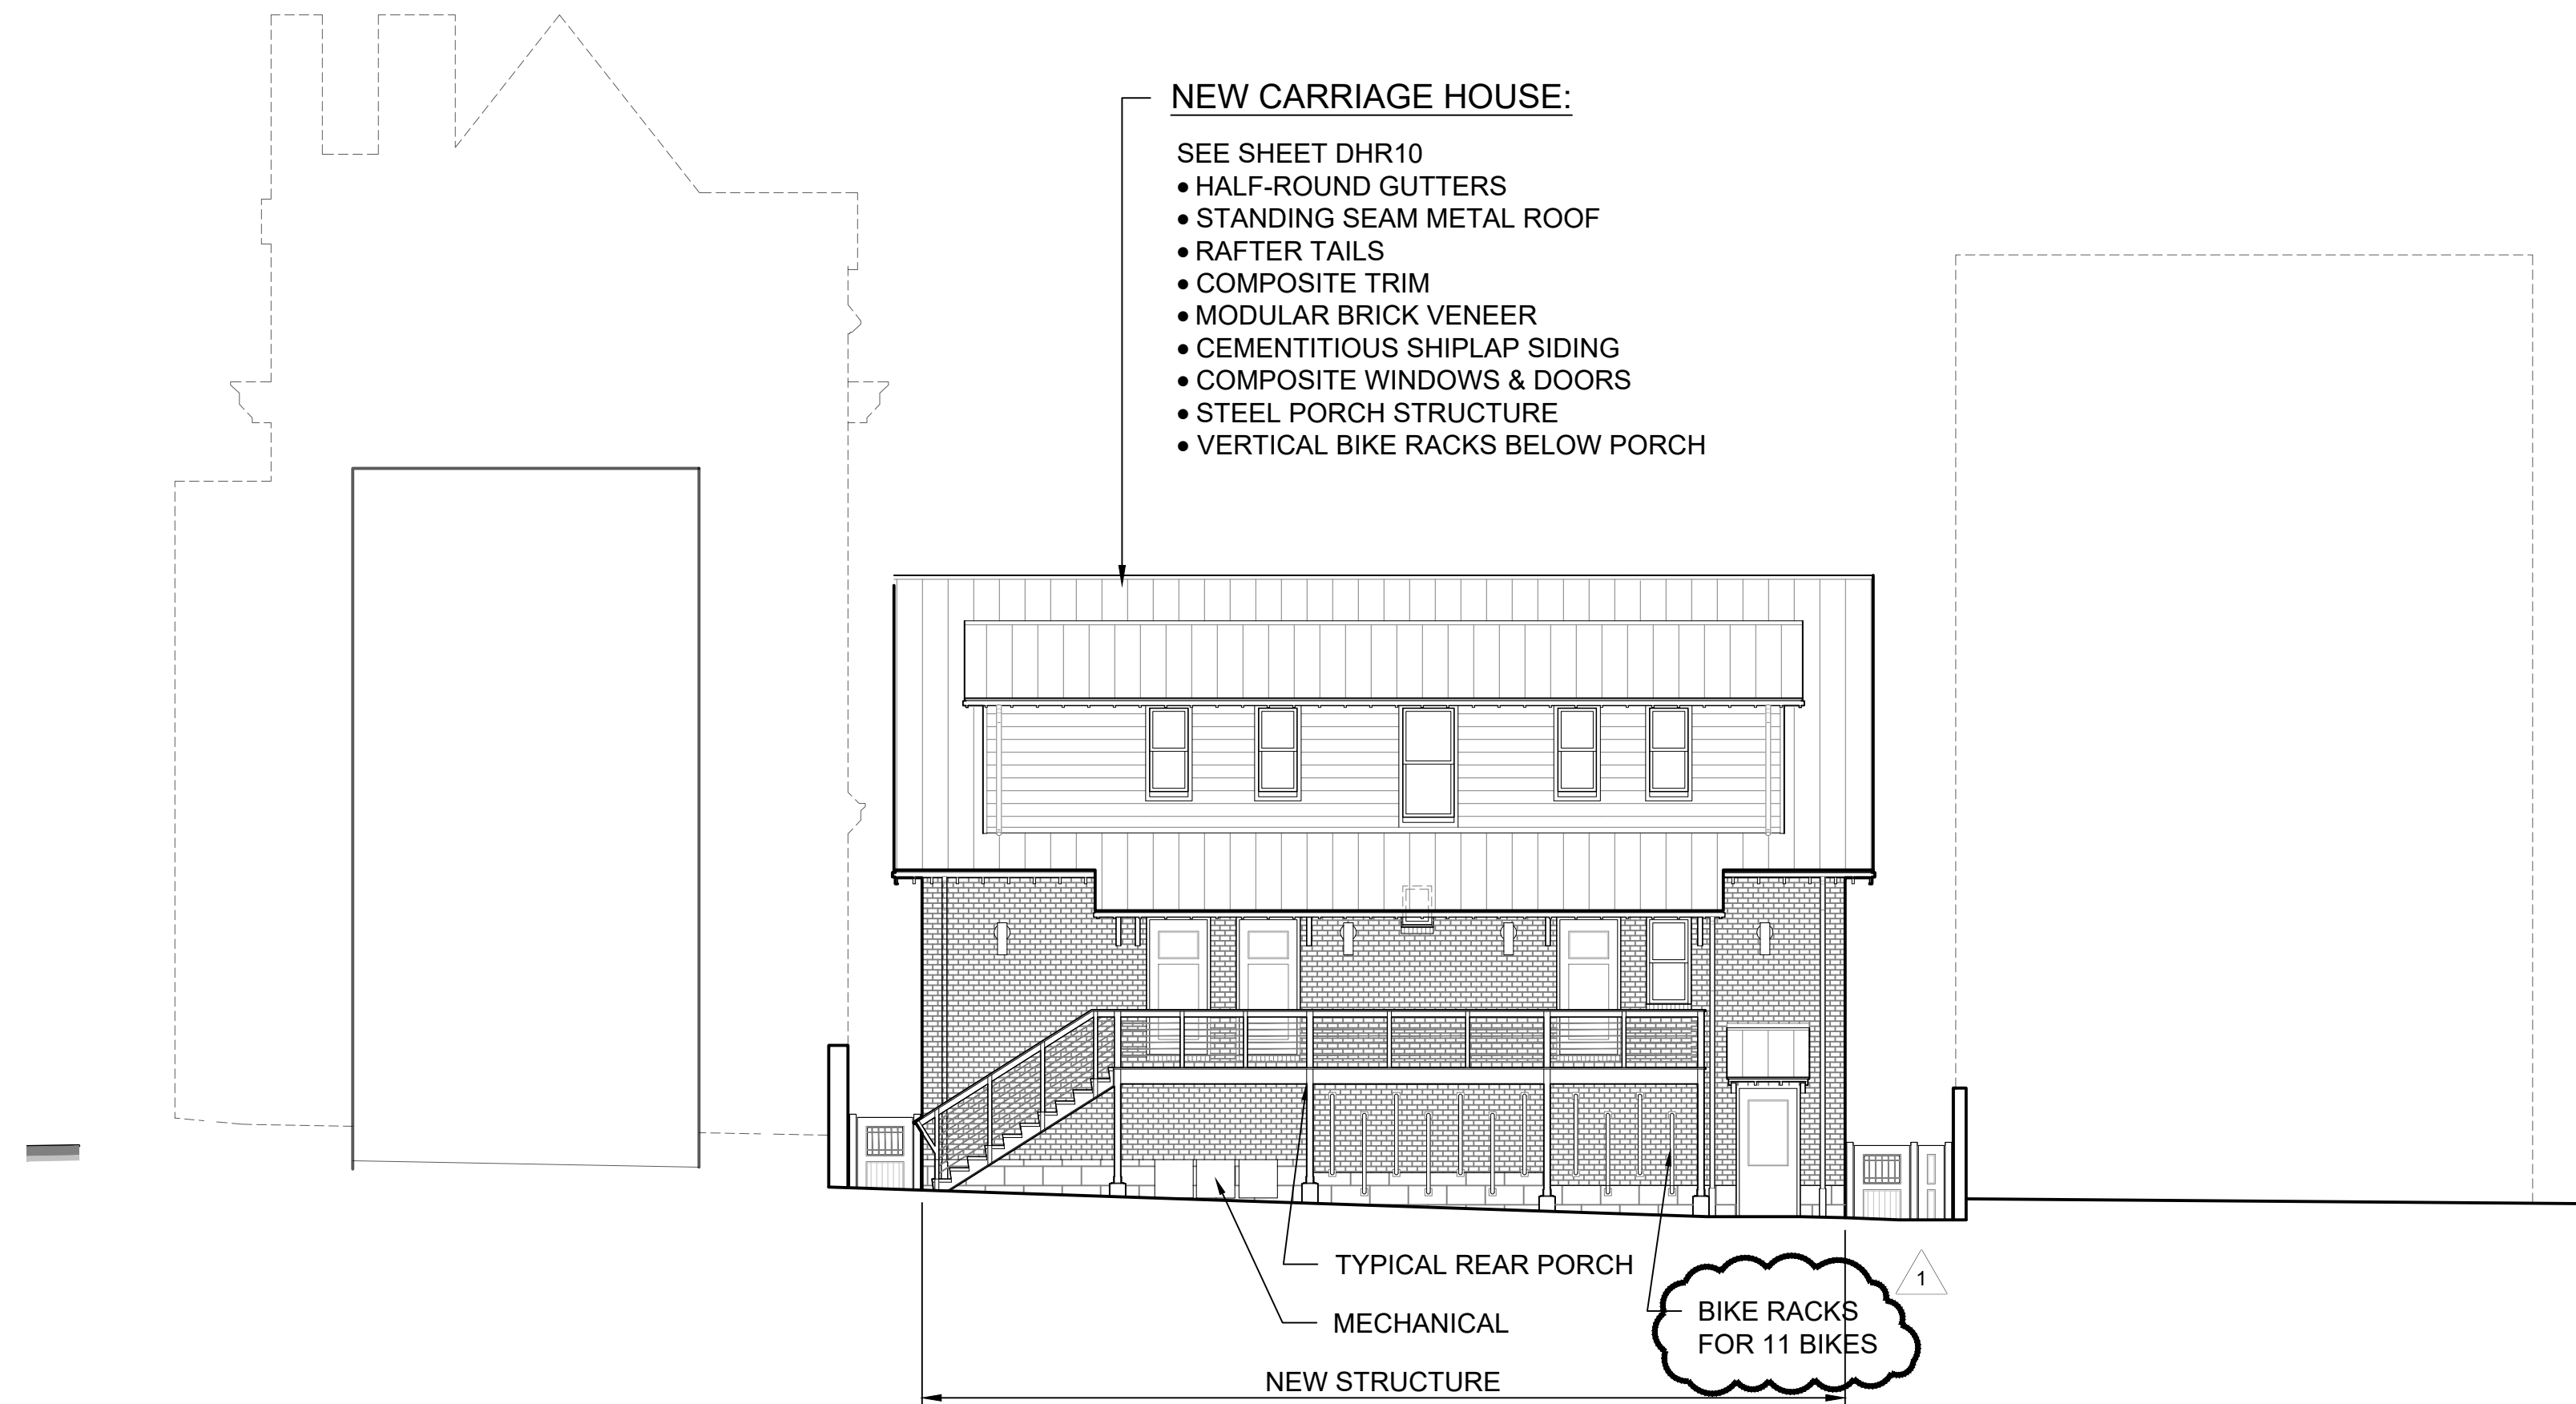 NEW CARRIAGE HOUSE:
SEE SHEET DHR10
• HALF-ROUND GUTTERS
• STANDING SEAM METAL ROOF
• RAFTER TAILS
• COMPOSITE TRIM
• MODULAR BRICK VENEER
• CEMENTITIOUS SHIPLAP SIDING
• COMPOSITE WINDOWS & DOORS
• STEEL PORCH STRUCTURE
• VERTICAL BIKE RACKS BELOW PORCH
TYPICAL REAR PORCH
MECHANICAL
1
BIKE RACKS
FOR 11 BIKES
NEW STRUCTURE